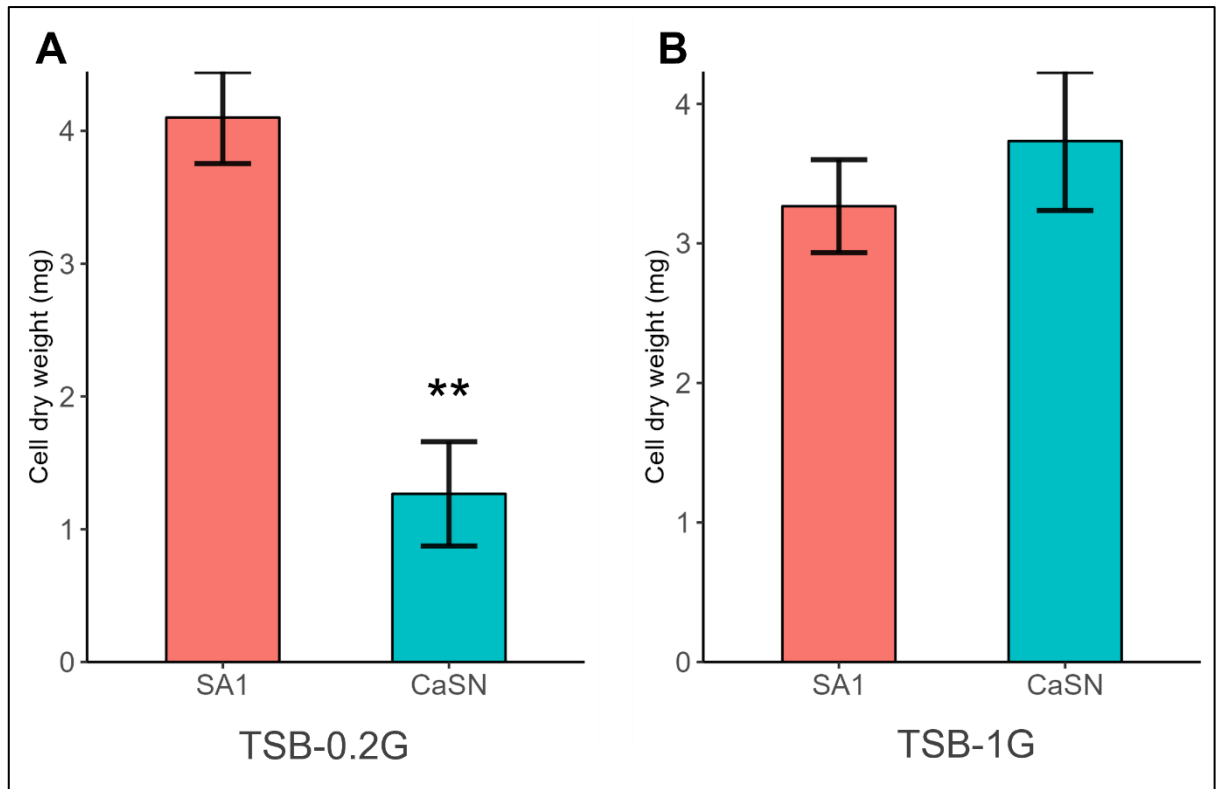 A
Cell dry weight (mg)
4
3
2
1
0
**
SA1
CaSN
TSB-0.2G
B
Cell dry weight (mg)
4
3
2
1
0
SA1
CaSN
TSB-1G